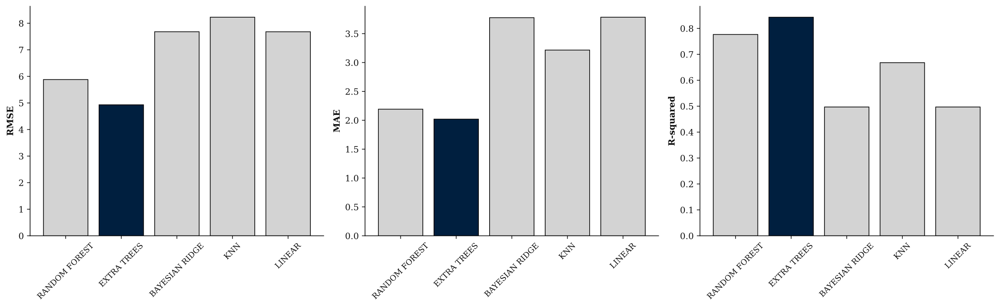 RMSE
8
7
6
5
4
3
2
1
0
RANDOM FOREST
EXTRA TREES
BAYESIAN RIDGE
KNN
LINEAR
MAE
3.5
3.0
2.5
2.0
1.5
1.0
0.5
0.0
RANDOM FOREST
EXTRA TREES
BAYESIAN RIDGE
KNN
LINEAR
R-squared
0.8
0.7
0.6
0.5
0.4
0.3
0.2
0.1
0.0
RANDOM FOREST
EXTRA TREES
BAYESIAN RIDGE
KNN
LINEAR